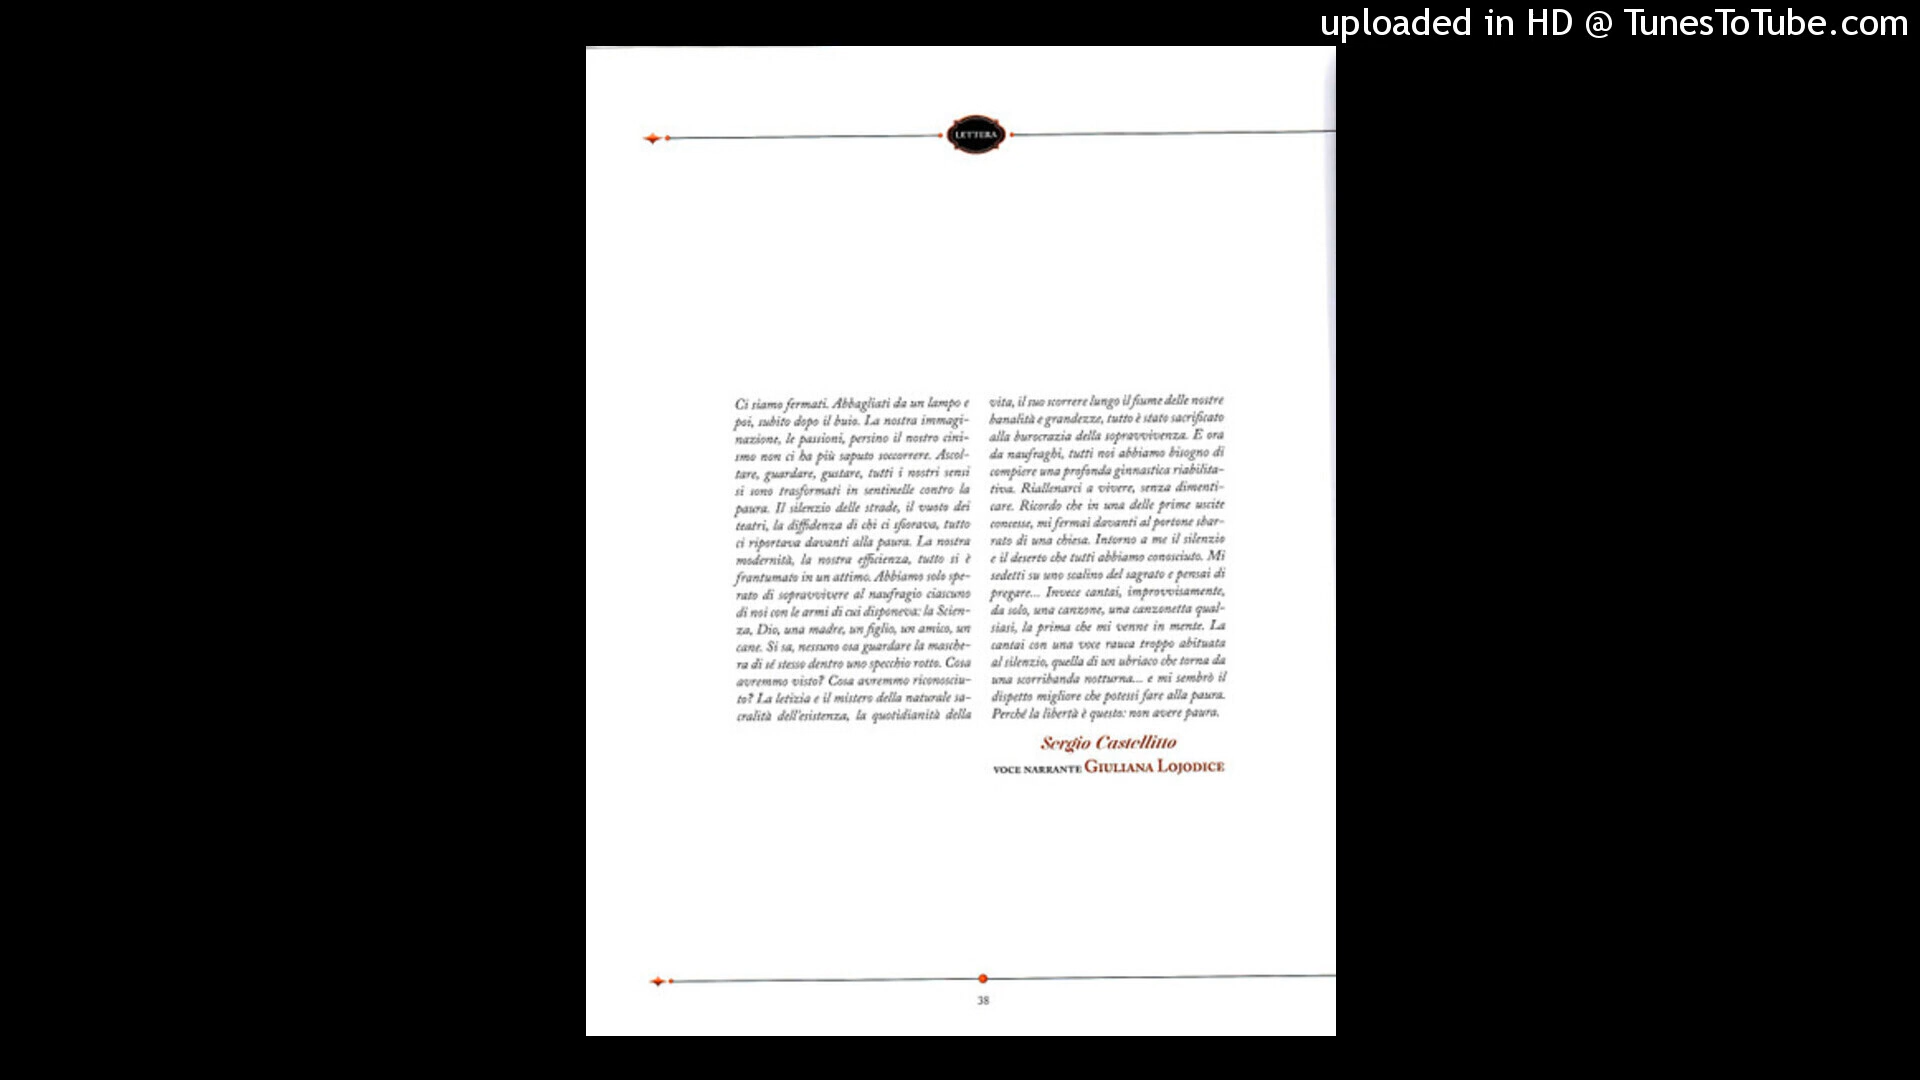 uploaded in HD @ TunesToTube.com
LETTERA
Ci siamo fermati. Abbagliati da un lampo e
poi, subito dopo il buio. La nostra immagi-
nazione, le passioni, persino il nostro cini-
smo non ci ha più saputo soccorrere. Ascol-
tare, guardare, gustare, tutti i nostri sensi
si sono trasformati in sentinelle contro la
paura. Il silenzio delle strade, il vuoto dei
teatri, la diffidenza di chi ci sfiorava, tutto
ci riportava davanti alla paura. La nostra
modernità, la nostra efficienza, tutto si è
frantumato in un attimo. Abbiamo solo spe-
rato di sopravvivere al naufragio ciascuno
di noi con le armi di cui disponeva: la Scien-
za, Dio, una madre, un figlio, un amico, un
cane. Si sa, nessuno osa guardare la masche-
ra di sé stesso dentro uno specchio rotto. Cosa
avremmo visto? Cosa avremmo riconosciu-
to? La letizia e il mistero della naturale sa-
cralità dell'esistenza, la quotidianità della
vita, il suo scorrere lungo il fiume delle nostre
banalità e grandezze, tutto è stato sacrificato
alla burocrazia della sopravvivenza. E ora
da naufraghi, tutti noi abbiamo bisogno di
compiere una profonda ginnastica riabilita-
tiva. Riallenarci a vivere, senza dimenti-
care. Ricordo che in una delle prime uscite
concesse, mi fermai davanti al portone sbar-
rato di una chiesa. Intorno a me il silenzio
e il deserto che tutti abbiamo conosciuto. Mi
sedetti su uno scalino del sagrato e pensai di
pregare... Invece cantai, improvvisamente,
da solo, una canzone, una canzonetta qual-
siasi, la prima che mi venne in mente. La
cantai con una voce rauca troppo abituata
al silenzio, quella di un ubriaco che torna da
una scorribanda notturna... e mi sembrò il
dispetto migliore che potessi fare alla paura.
Perché la libertà è questo: non avere paura.
Sergio Castellitto
VOCE NARRANTE GIULIANA LOJODICE
38